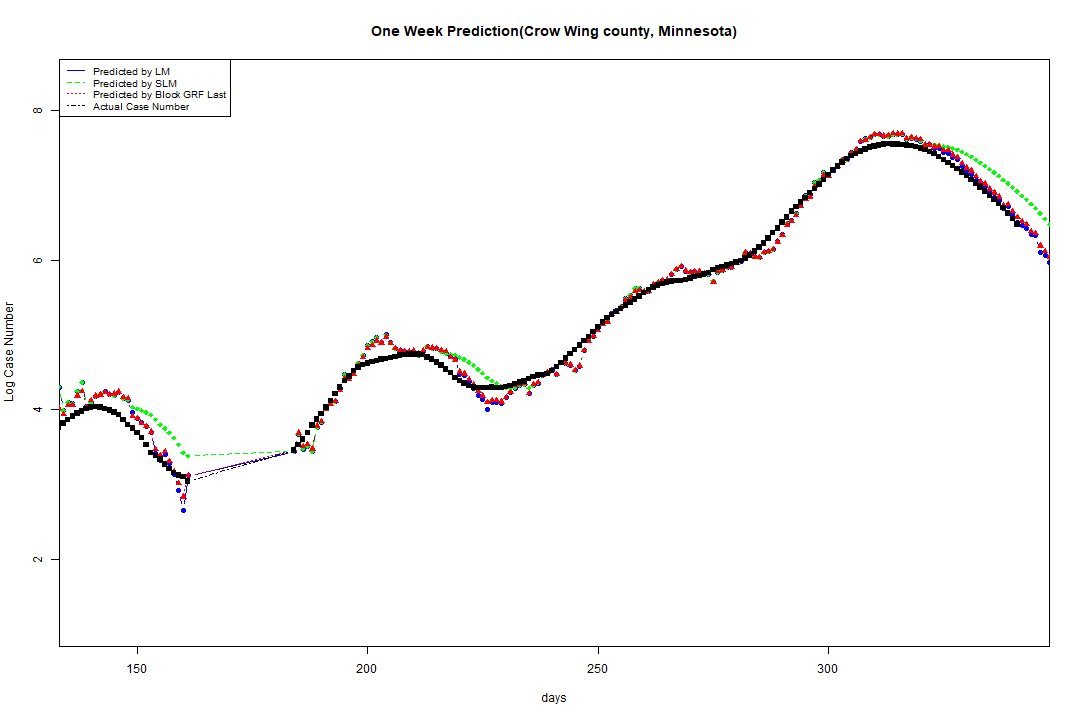 One Week Prediction(Crow Wing county, Minnesota)
Predicted by LM
Predicted by SLM
Predicted by Block GRF Last
Actual Case Number
8
6
4
2
Log Case Number
150 200 250 300
days